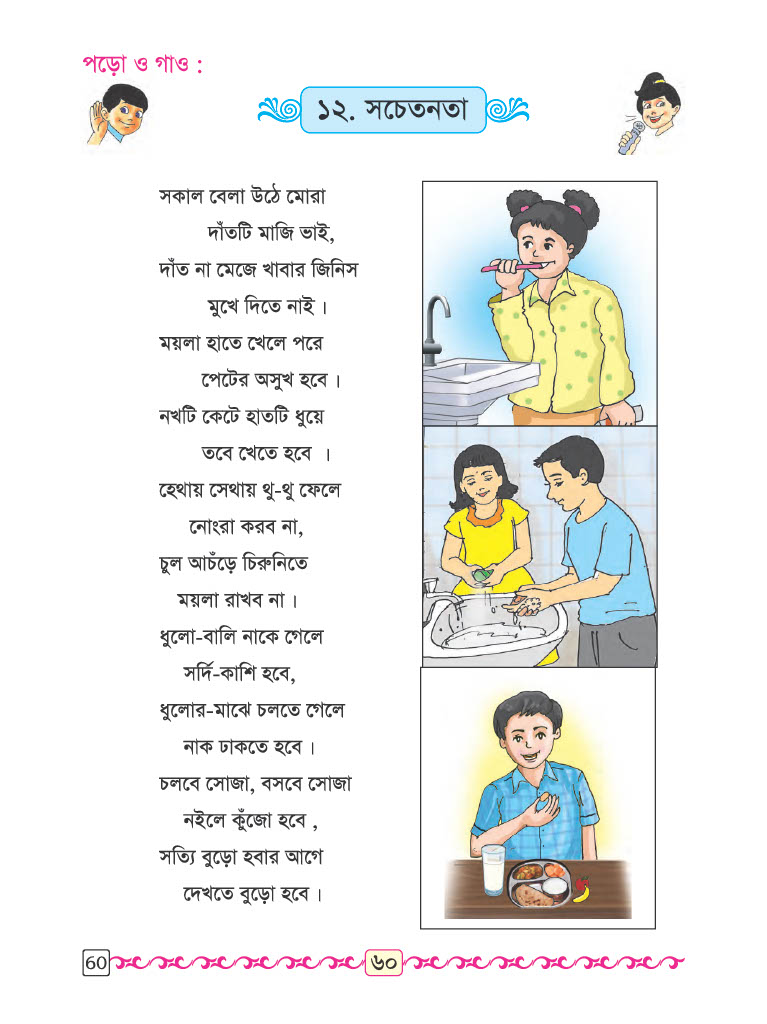 পড়ো ও গাও :
১২. সচেতনতা
সকাল বেলা উঠে মোরা
দাঁতটি মাজি ভাই,
দাঁত না মেজে খাবার জিনিস
মুখে দিতে নাই ।
ময়লা হাতে খেলে পরে
পেটের অসুখ হবে ।
নখটি কেটে হাতটি ধুয়ে
তবে খেতে হবে ।
হেথায় সেথায় থু-থু ফেলে
নোংরা করব না,
চুল আচঁড়ে চিরুনিতে
ময়লা রাখব না ।
ধুলো-বালি নাকে গেলে
সর্দি-কাশি হবে,
ধুলোর-মাঝে চলতে গেলে
নাক ঢাকতে হবে ।
চলবে সোজা, বসবে সোজা
নইলে কুঁজো হবে ,
সত্যি বুড়ো হবার আগে
দেখতে বুড়ো হবে ।
60 ৬০